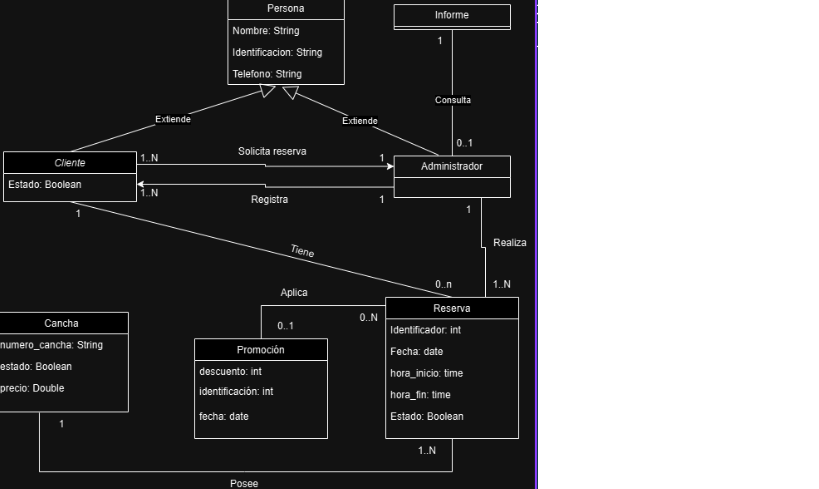 Persona
Nombre: String
Identificacion: String
Telefono: String
Informe
1
Consulta
0..1
Extiende
Extiende
Cliente
Estado: Boolean
1..N
Solicita reserva
1
1..N
Registra
1
Administrador
1
Realiza
1..N
1
Tiene
0..n
Aplica
0..N
0..1
Cancha
numero_cancha: String
estado: Boolean
precio: Double
1
Promoción
descuento: int
identificación: int
fecha: date
Reserva
Identificador: int
Fecha: date
hora_inicio: time
hora_fin: time
Estado: Boolean
1..N
Posee